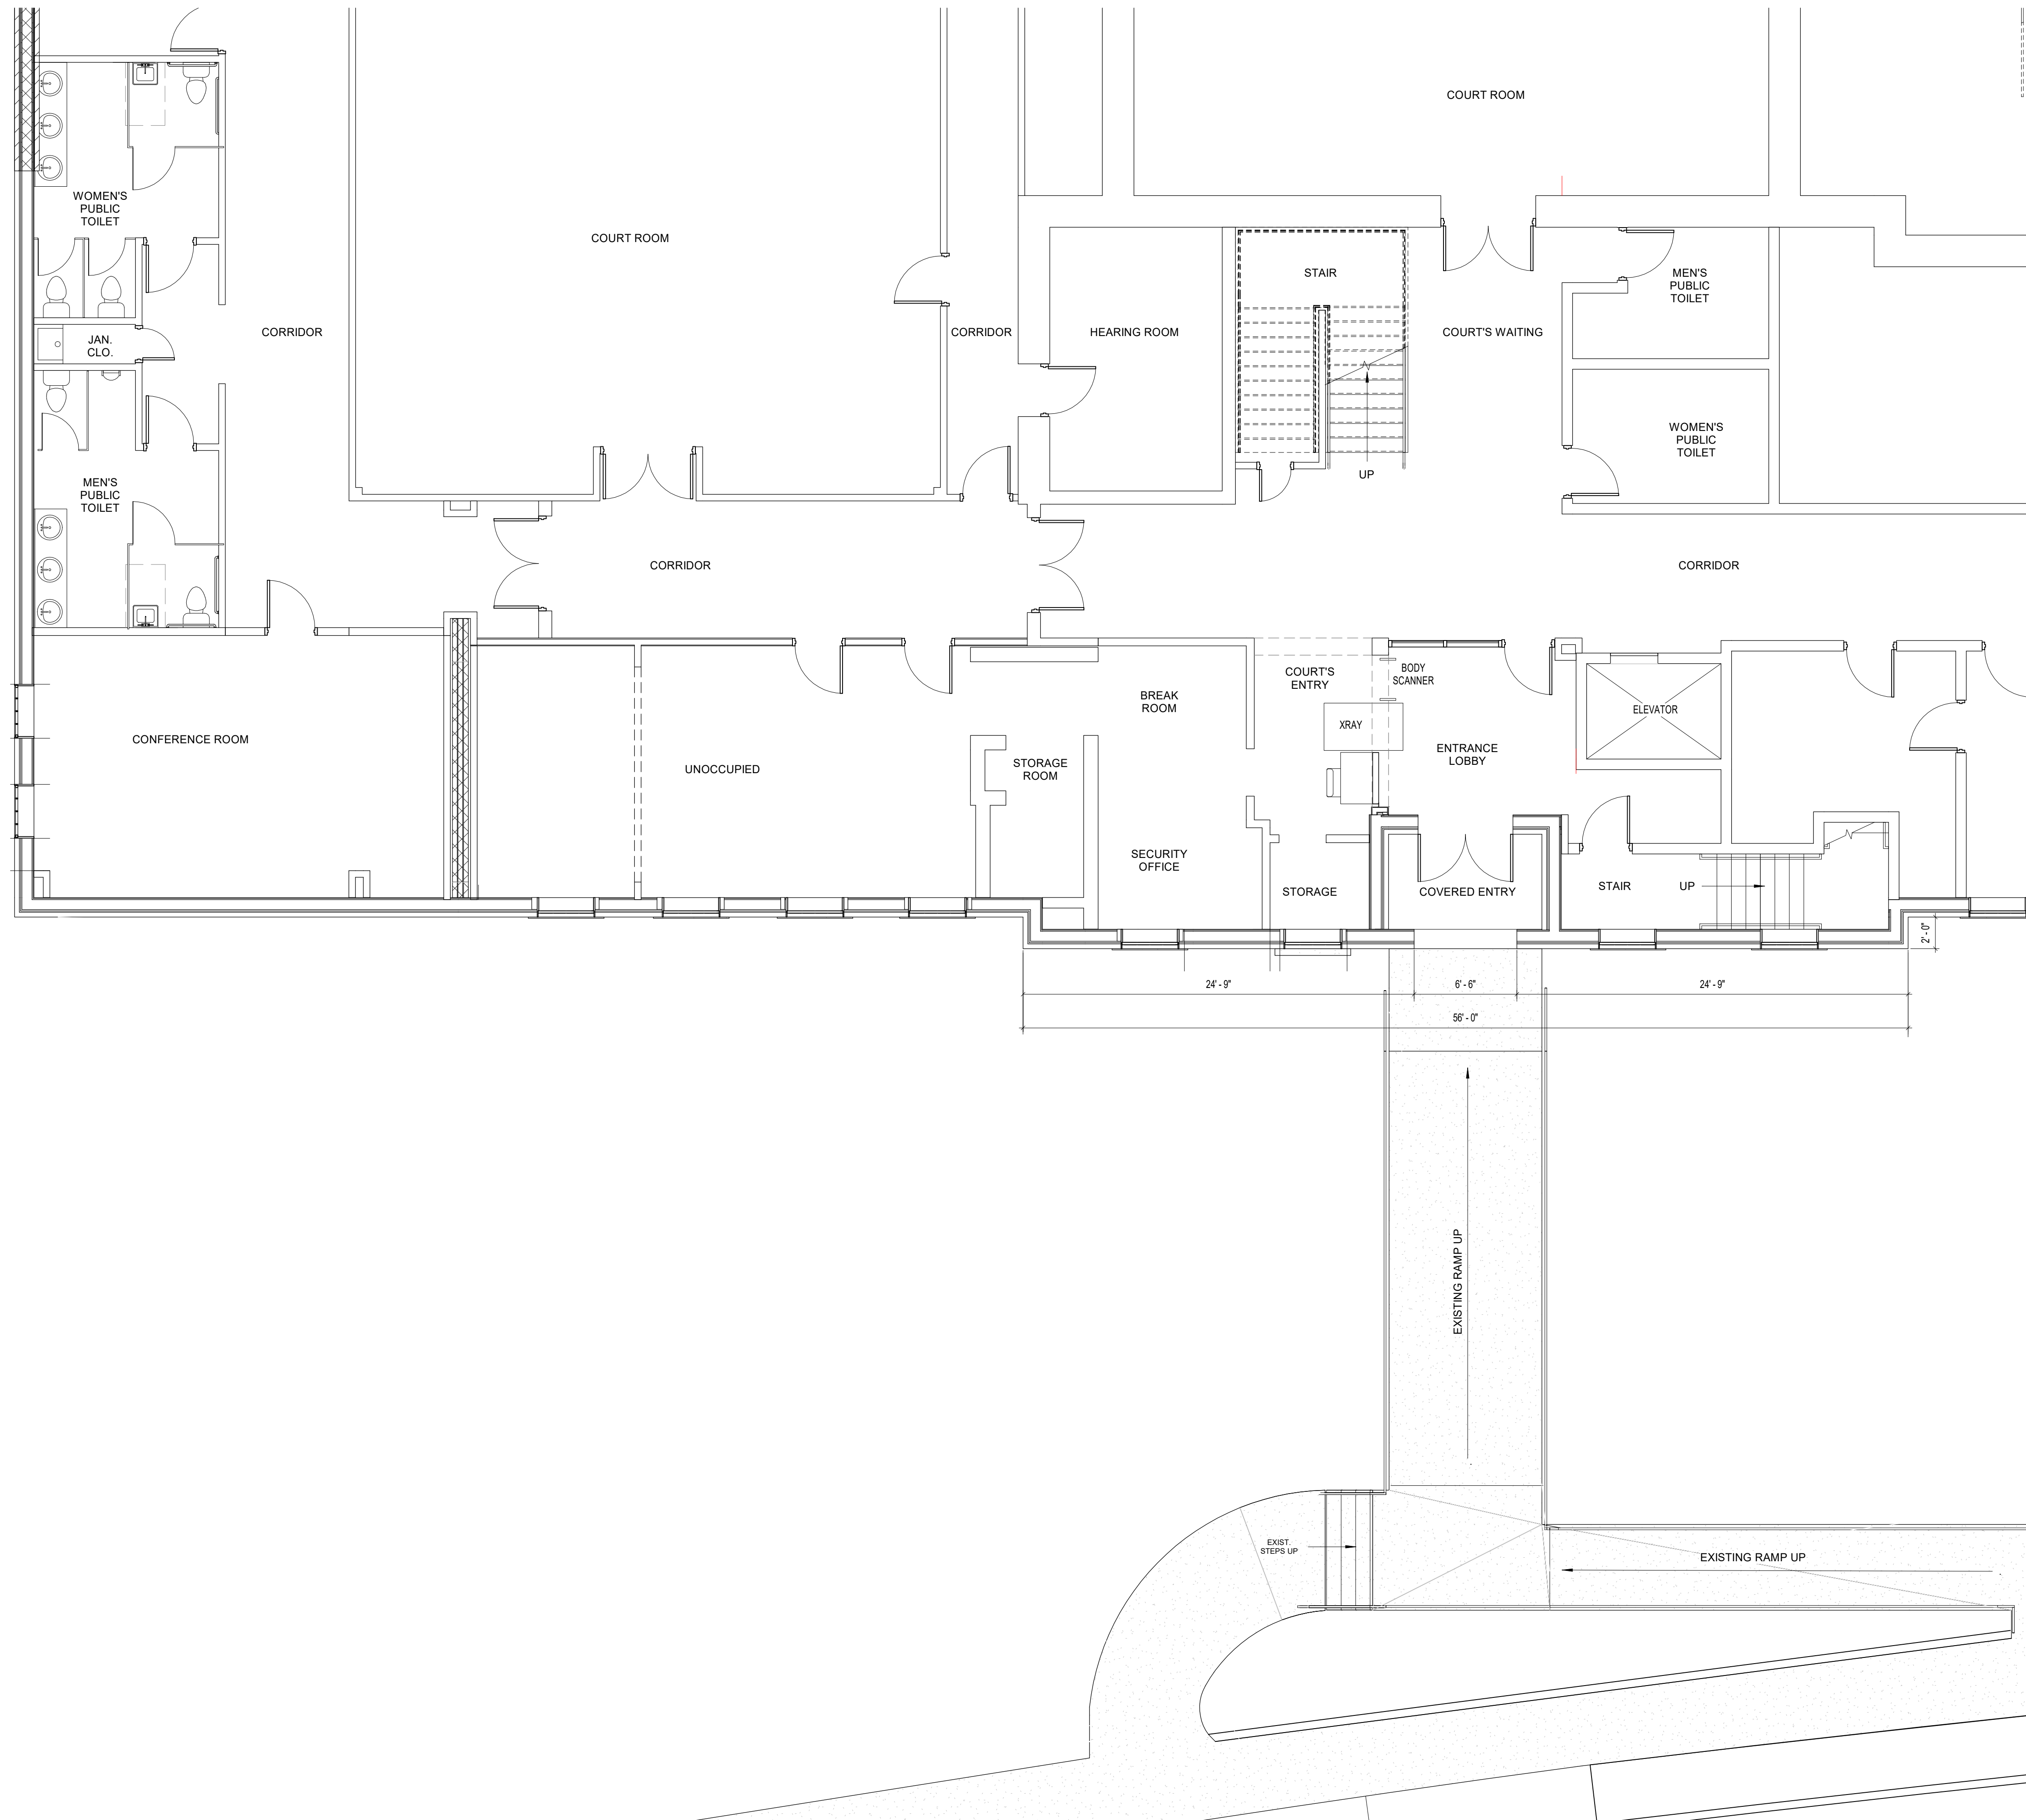 COURT ROOM
WOMEN'S
PUBLIC
TOILET
COURT ROOM
STAIR
MEN'S
PUBLIC
TOILET
JAN.
CLO.
CORRIDOR
CORRIDOR
HEARING ROOM
COURT'S WAITING
WOMEN'S
PUBLIC
TOILET
UP
MEN'S
PUBLIC
TOILET
CORRIDOR
CORRIDOR
COURT'S
ENTRY
BODY
SCANNER
BREAK
ROOM
XRAY
ELEVATOR
CONFERENCE ROOM
UNOCCUPIED
STORAGE
ROOM
ENTRANCE
LOBBY
SECURITY
OFFICE
STORAGE
COVERED ENTRY
STAIR
UP
2' - 0"
24' - 9"
6' - 6"
24' - 9"
56' - 0"
EXISTING RAMP UP
EXIST.
STEPS UP
EXISTING RAMP UP